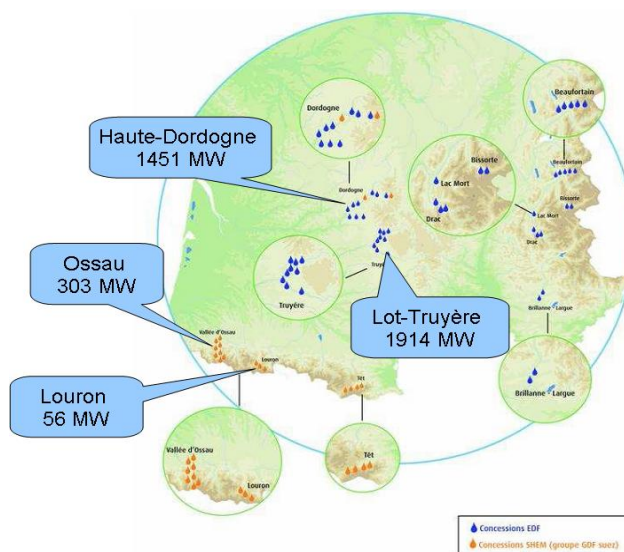 Beaufortain
Dordogne
Haute-Dordogne
1451 MW
Bissorte
Beaufortain
Lac Mort
Dordogne
Bissorte
Drac
Lac Mort
Drac
Ossau
303 MW
Truyère
Truyère
Lot-Truyère
1914 MW
Brillanne
Largue
Vallée d'Ossau
Louron
Louron
56 MW
Têt
Brillanne
Largue
Vallée d'Ossau
Têt
Louron
Concessions EDF
Concessions SHEM (groupe GDF suez)